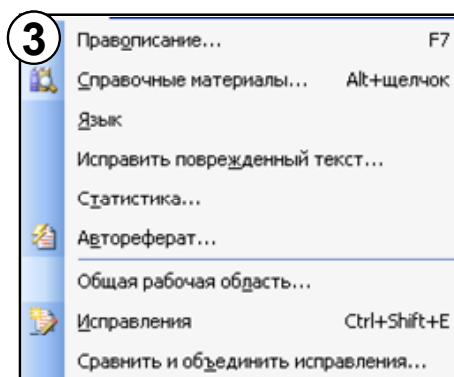 3
Правописание... F7
Справочные материалы... Alt+щелчок
Язык
Исправить поврежденный текст...
Статистика...
Автореферат...
Общая рабочая область...
Исправления Ctrl+Shift+E
Сравнить и объединить исправления...